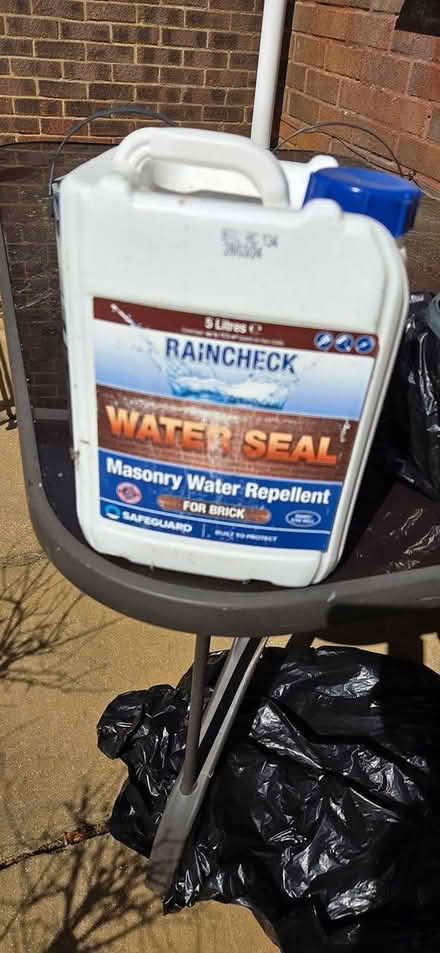 5 Litres e
RAINCHECK
WATER SEAL
Masonry Water Repellent
FOR BRICK
SAFEGUARD
BUILT TO PROTECT